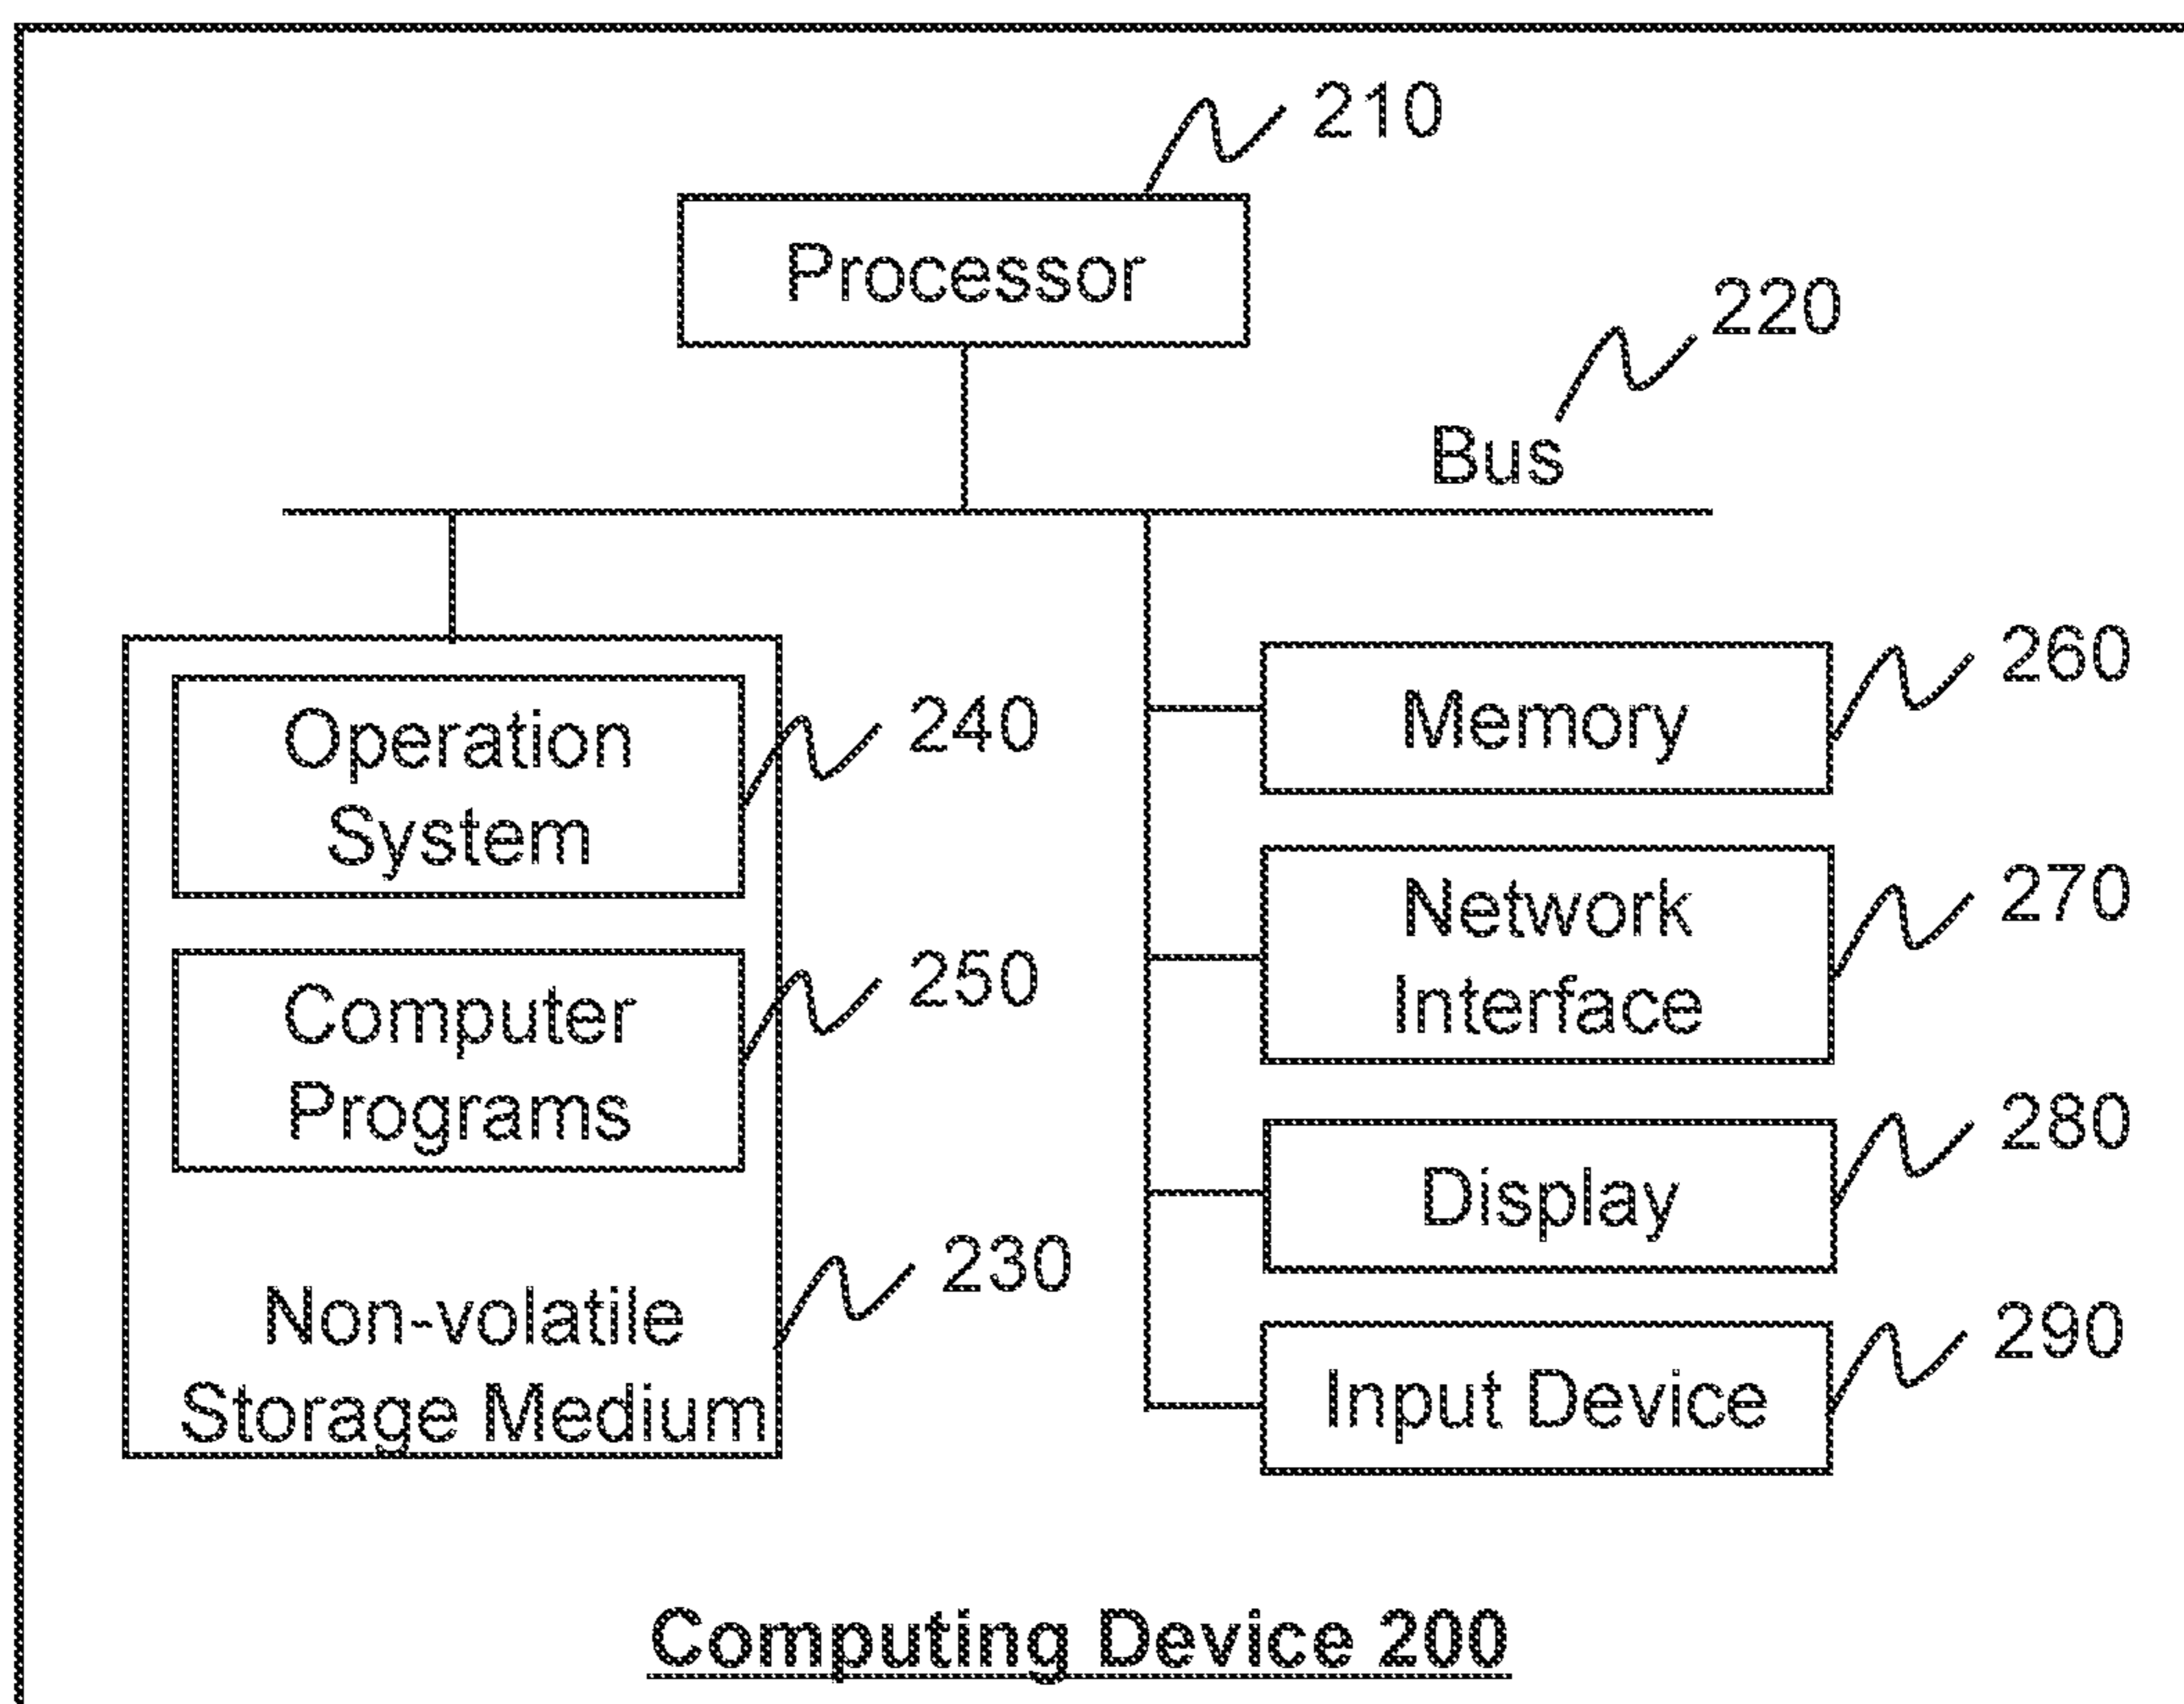 210
Processor
220
Bus
Operation
System
240
Computer
Programs
250
Non-volatile
Storage Medium
230
Memory
260
Network
Interface
270
Display
280
Input Device
290
Computing Device 200